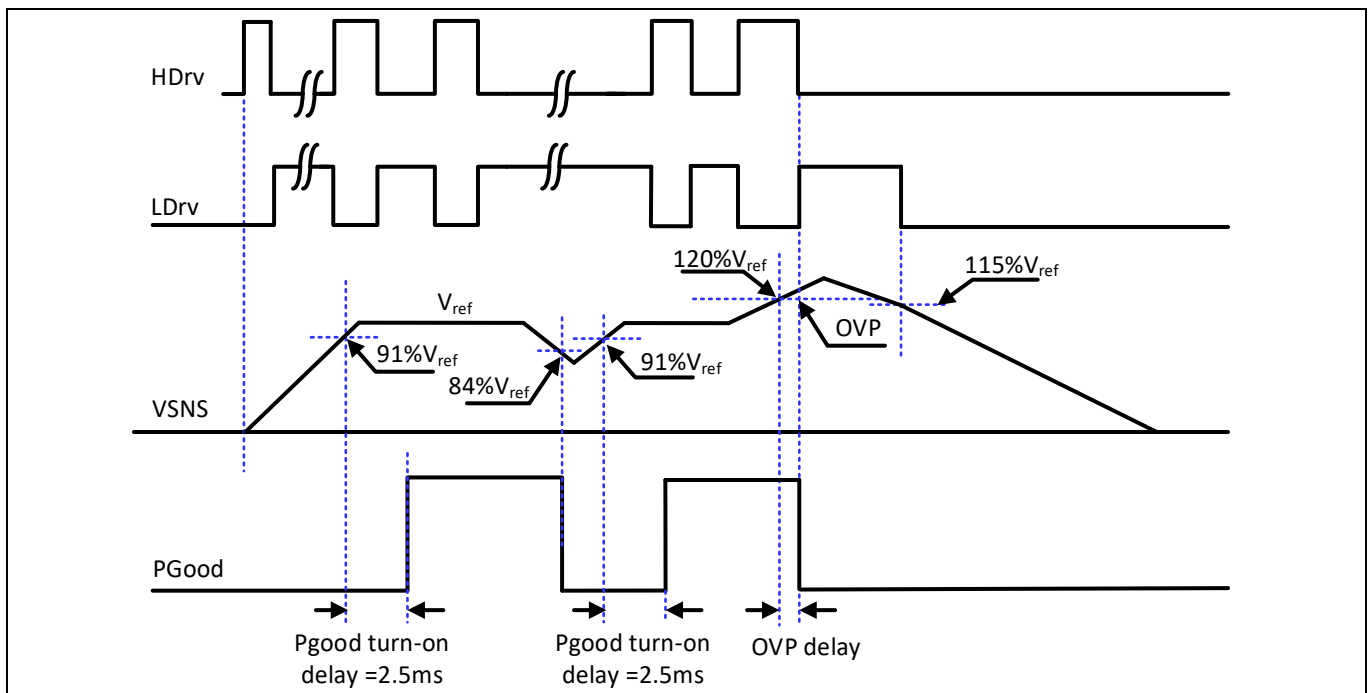 HDrv
LDrv
120%Vref
115%Vref
Vref
OVP
91%Vref
84%Vref
91%Vref
VSNS
PGood
Pgood turn-on
delay =2.5ms
Pgood turn-on
delay =2.5ms
OVP delay